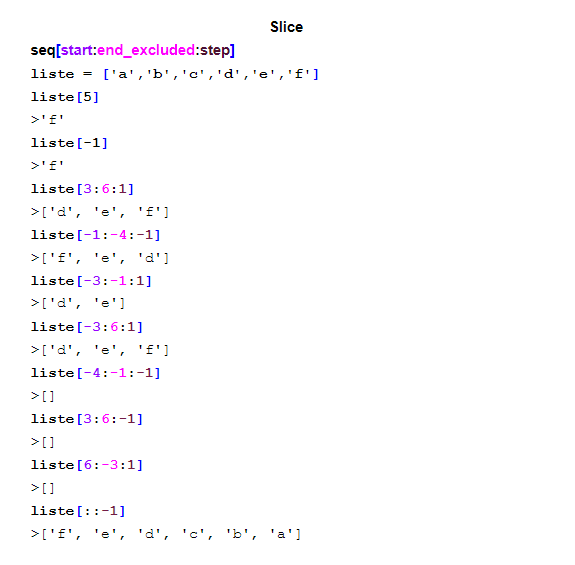 Slice
seq[start:end_excluded:step]
liste = ['a','b','c','d','e','f']
liste[5]
>'f'
liste[-1]
>'f'
liste[3:6:1]
>['d', 'e', 'f']
liste[-1:-4:-1]
>['f', 'e', 'd']
liste[-3:-1:1]
>['d', 'e']
liste[-3:6:1]
>['d', 'e', 'f']
liste[-4:-1:-1]
>[]
liste[3:6:-1]
>[]
liste[6:-3:1]
>[]
liste[::-1]
>['f', 'e', 'd', 'c', 'b', 'a']